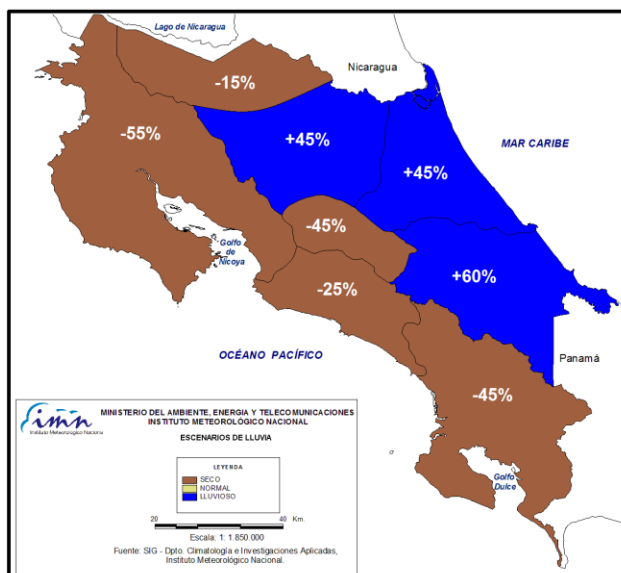 Lago de Nicaragua
Nicaragua
-15%
-55%
+45%
MAR CARIBE
+45%
-45%
Golfo
de
Nicoya
-25%
+60%
OCÉANO PACÍFICO
Panamá
-45%
Golfo
Dulce
imn
Instituto Meteorológico Nacional
MINISTERIO DEL AMBIENTE, ENERGIA Y TELECOMUNICACIONES
INSTITUTO METEOROLÓGICO NACIONAL
ESCENARIOS DE LLUVIA
LEYENDA
SECO
NORMAL
LLUVIOSO
20 0 40 Km.
Escala: 1: 1.850.000
Fuente: SIG - Dpto. Climatología e Investigaciones Aplicadas,
Instituto Meteorológico Nacional.